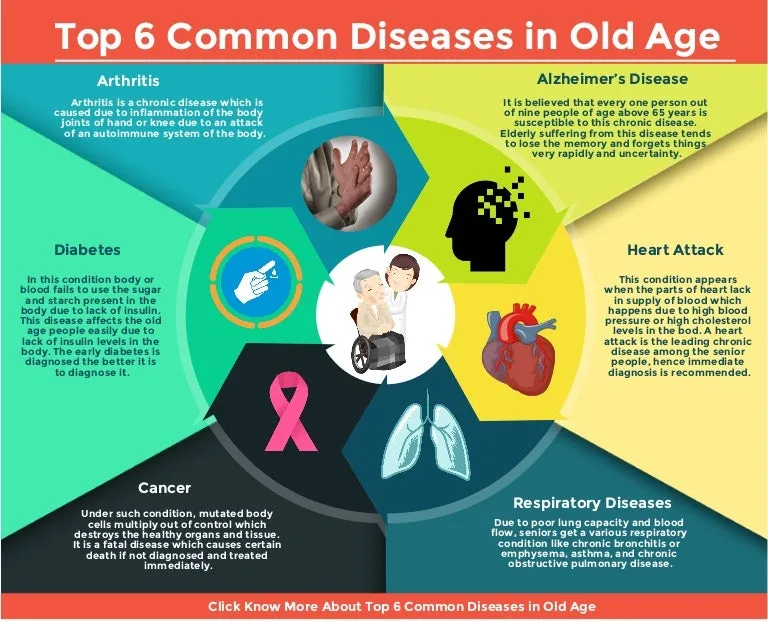 Top 6 Common Diseases in Old Age
Arthritis
Arthritis is a chronic disease which is
caused due to inflammation of the body
joints of hand or knee due to an attack
of an autoimmune system of the body.
Alzheimer's Disease
It is believed that every one person out
of nine people of age above 65 years is
susceptible to this chronic disease.
Elderly suffering from this disease tends
to lose the memory and forgets things
very rapidly and uncertainty.
Diabetes
In this condition body or
blood fails to use the sugar
and starch present in the
body due to lack of insulin.
This disease affects the old
age people easily due to
lack of insulin levels in the
body. The early diabetes is
diagnosed the better it is
to diagnose it.
Heart Attack
This condition appears
when the parts of heart lack
in supply of blood which
happens due to high blood
pressure or high cholesterol
levels in the bod. A heart
attack is the leading chronic
disease among the senior
people, hence immediate
diagnosis is recommended.
Cancer
Under such condition, mutated body
cells multiply out of control which
destroys the healthy organs and tissue.
It is a fatal disease which causes certain
death if not diagnosed and treated
immediately.
Respiratory Diseases
Due to poor lung capacity and blood
flow, seniors get a various respiratory
condition like chronic bronchitis or
emphysema, asthma, and chronic
obstructive pulmonary disease.
Click Know More About Top 6 Common Diseases in Old Age